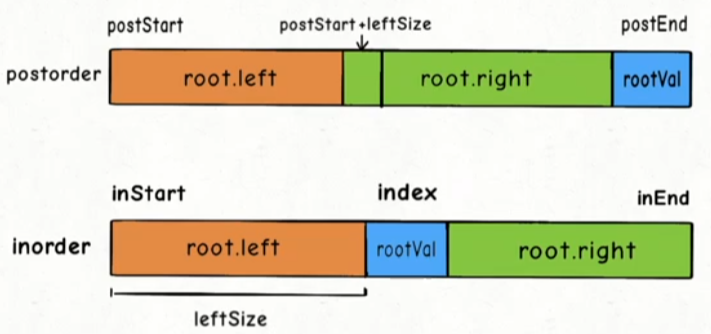 postStart postStart+leftSize postEnd
postorder root.left root.right rootVal
inStart index inEnd
inorder root.left rootVal root.right
leftSize